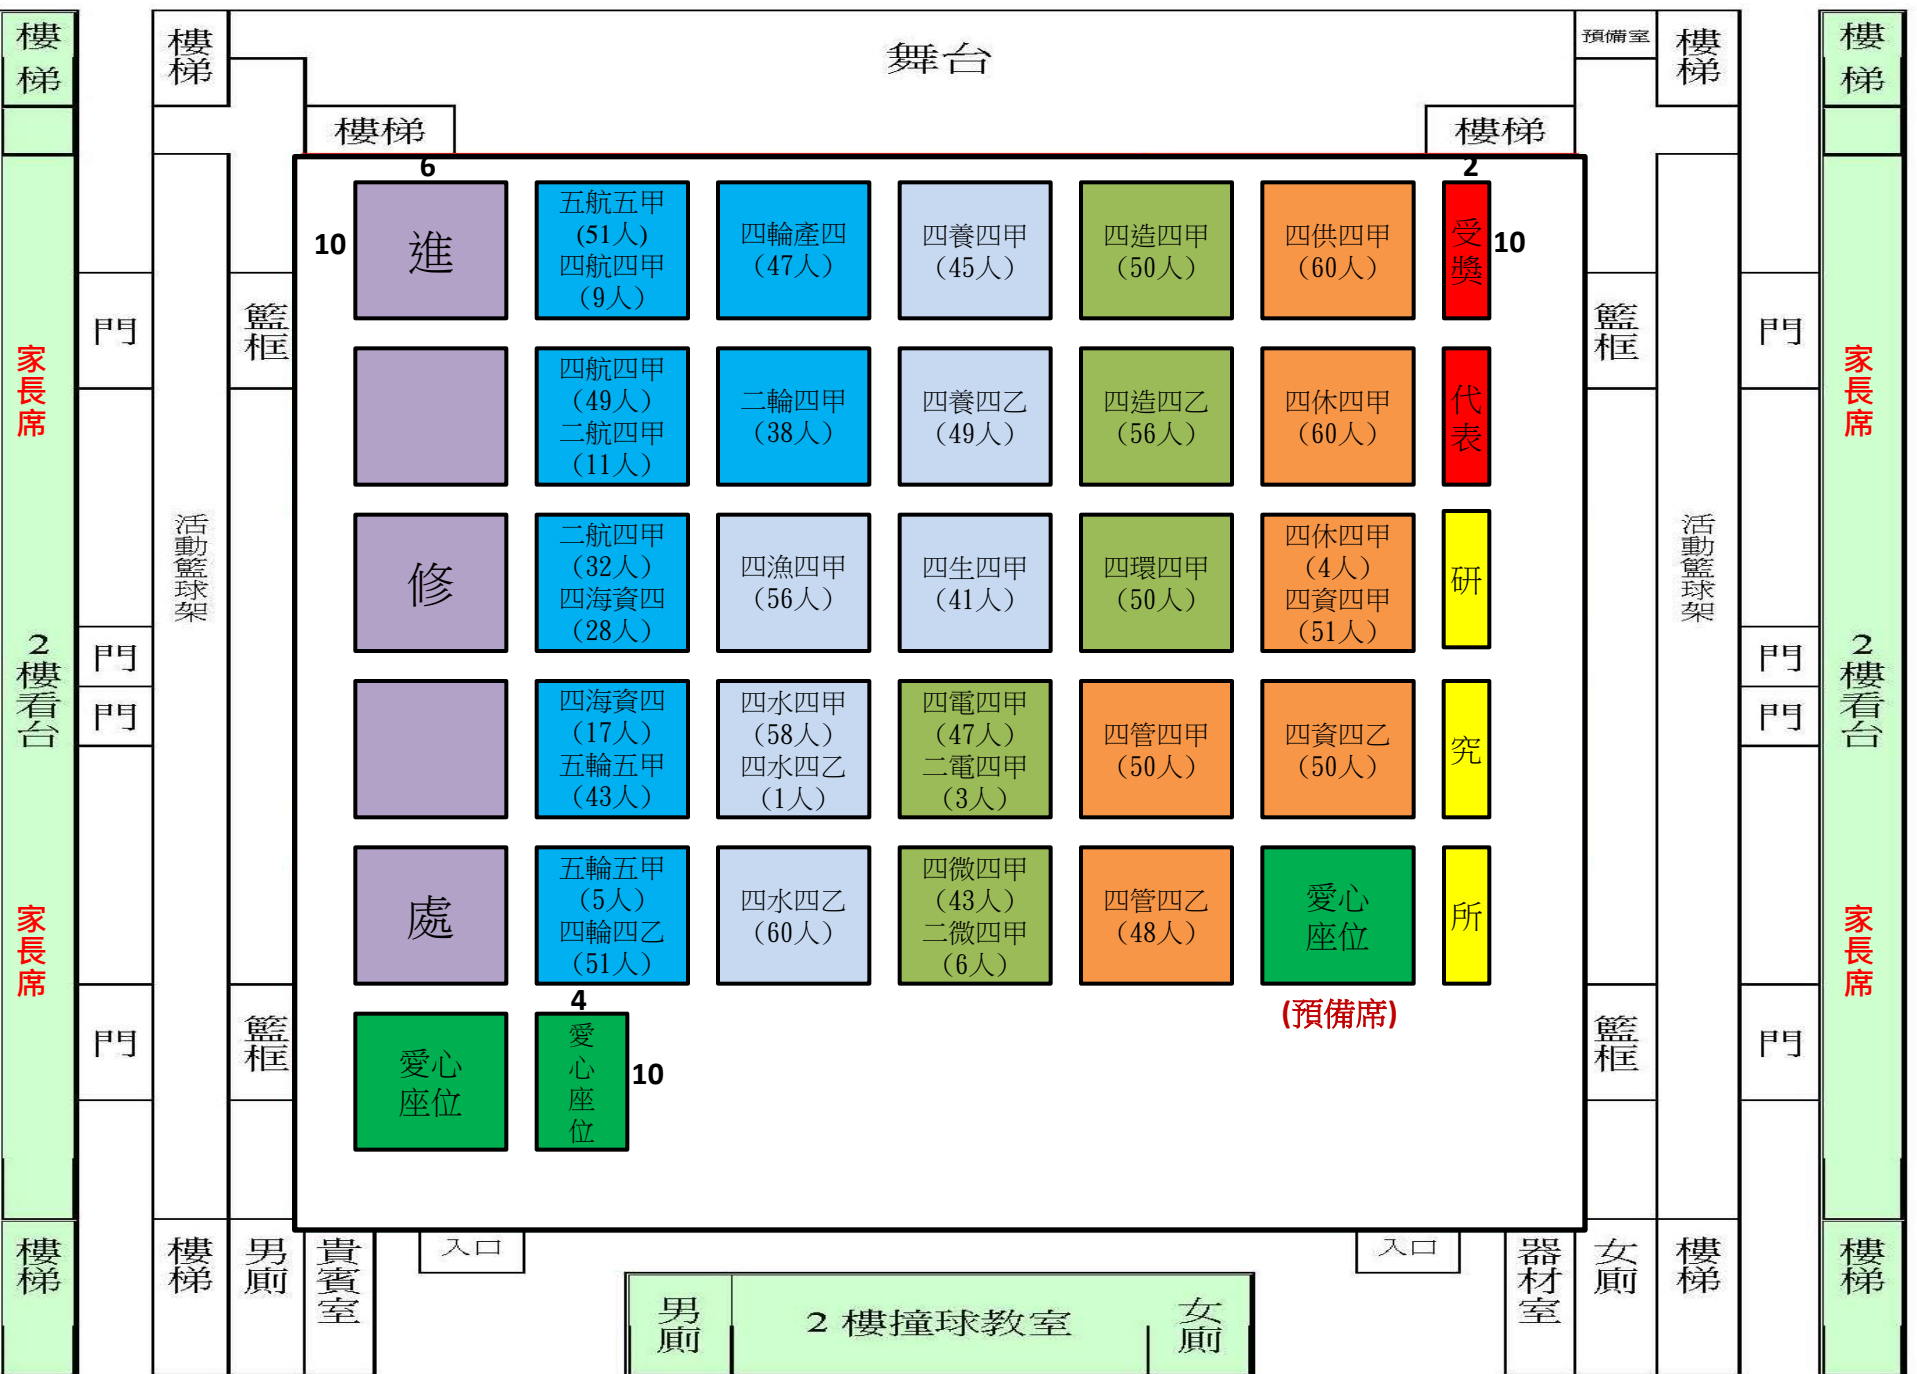 樓梯
樓梯
舞台
預備室
樓梯
樓梯
樓梯
樓梯
6
2
10
進
五航五甲
(51人)
四航四甲
(9人)
四輪產四
(47人)
四養四甲
(45人)
四造四甲
(50人)
四供四甲
(60人)
受獎
10
門
籃框
籃框
門
家長席
四航四甲
(49人)
二航四甲
(11人)
二輪四甲
(38人)
四養四乙
(49人)
四造四乙
(56人)
四休四甲
(60人)
代表
家長席
活動籃球架
修
二航四甲
(32人)
四海資四
(28人)
四漁四甲
(56人)
四生四甲
(41人)
四環四甲
(50人)
四休四甲
(4人)
四資四甲
(51人)
研
活動籃球架
2樓看台
門
門
門
門
2樓看台
四海資四
(17人)
五輪五甲
(43人)
四水四甲
(58人)
四水四乙
(1人)
四電四甲
(47人)
二電四甲
(3人)
四管四甲
(50人)
四資四乙
(50人)
究
家長席
處
五輪五甲
(5人)
四輪四乙
(51人)
四水四乙
(60人)
四微四甲
(43人)
二微四甲
(6人)
四管四乙
(48人)
愛心
座位
所
家長席
4
(預備席)
門
籃框
愛心
座位
愛心座位
10
籃框
門
樓梯
樓梯
男廁
貴賓室
入口
入口
器材室
女廁
樓梯
樓梯
男廁
2樓撞球教室
女廁